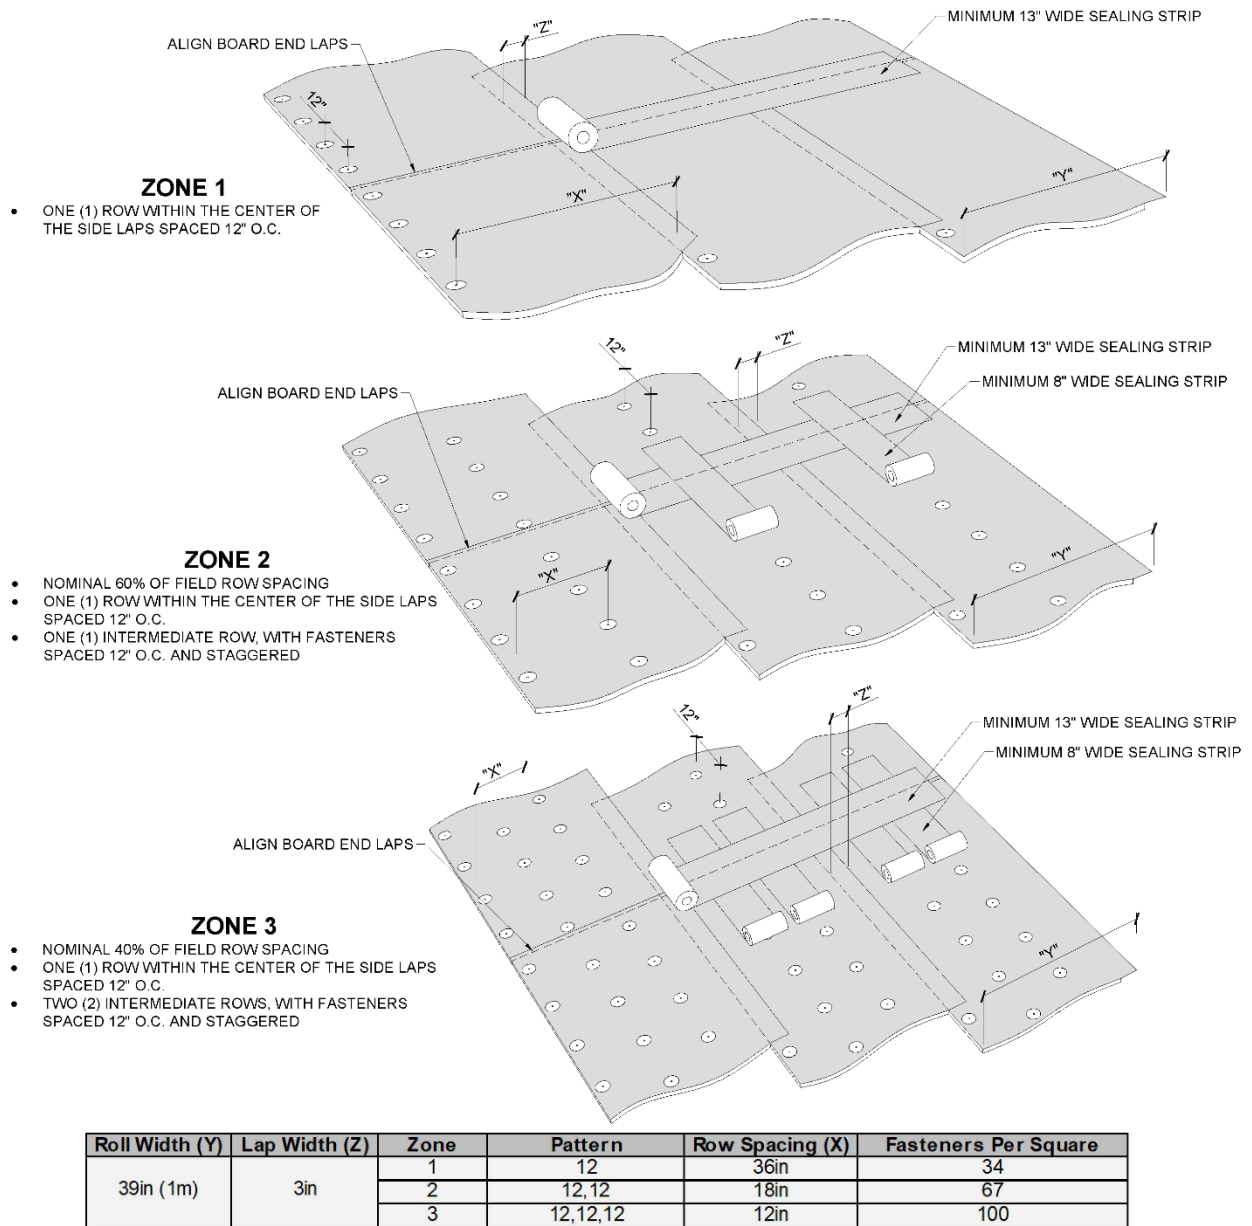 "Z"
MINIMUM 13" WIDE SEALING STRIP
ALIGN BOARD END LAPS
12"
"X"
"Y"
ZONE 1
• ONE (1) ROW WITHIN THE CENTER OF
THE SIDE LAPS SPACED 12" O.C.
12"
"Z"
MINIMUM 13" WIDE SEALING STRIP
MINIMUM 8" WIDE SEALING STRIP
ALIGN BOARD END LAPS
"X"
"Y"
ZONE 2
• NOMINAL 60% OF FIELD ROW SPACING
• ONE (1) ROW WITHIN THE CENTER OF THE SIDE LAPS
SPACED 12" O.C.
• ONE (1) INTERMEDIATE ROW, WITH FASTENERS
SPACED 12" O.C. AND STAGGERED
"Z"
12"
MINIMUM 13" WIDE SEALING STRIP
MINIMUM 8" WIDE SEALING STRIP
"X"
ALIGN BOARD END LAPS
"Y"
ZONE 3
• NOMINAL 40% OF FIELD ROW SPACING
• ONE (1) ROW WITHIN THE CENTER OF THE SIDE LAPS
SPACED 12" O.C.
• TWO (2) INTERMEDIATE ROWS, WITH FASTENERS
SPACED 12" O.C. AND STAGGERED
Roll Width (Y) Lap Width (Z) Zone Pattern Row Spacing (X) Fasteners Per Square
1 12 36in 34
39in (1m) 3in 2 12,12 18in 67
3 12,12,12 12in 100